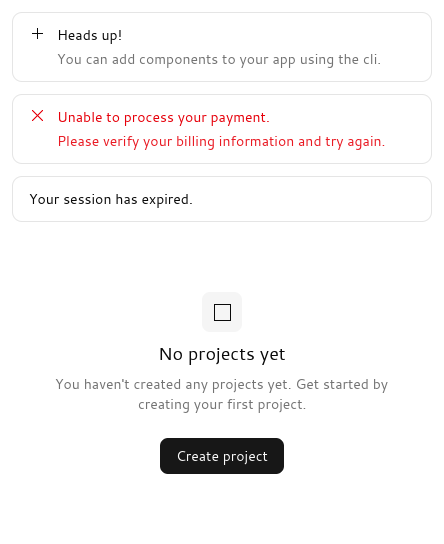 Heads up!
You can add components to your app using the cli.
Unable to process your payment.
Please verify your billing information and try again.
Your session has expired.
No projects yet
You haven't created any projects yet. Get started by
creating your first project.
Create project